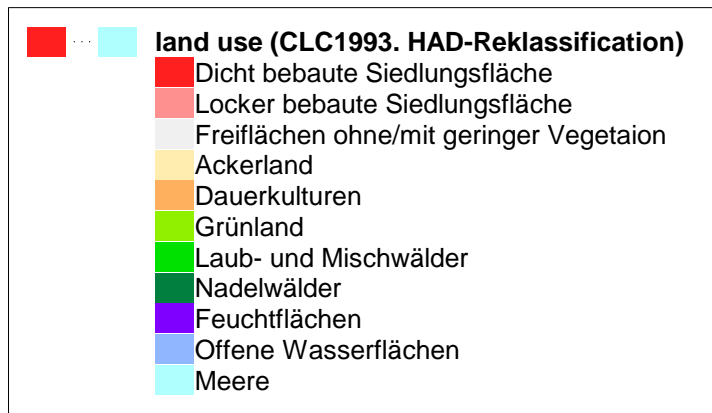 ... land use (CLC1993. HAD-Reklassification)
Dicht bebaute Siedlungsfläche
Locker bebaute Siedlungsfläche
Freiflächen ohne/mit geringer Vegetaion
Ackerland
Dauerkulturen
Grünland
Laub- und Mischwälder
Nadelwälder
Feuchtflächen
Offene Wasserflächen
Meere